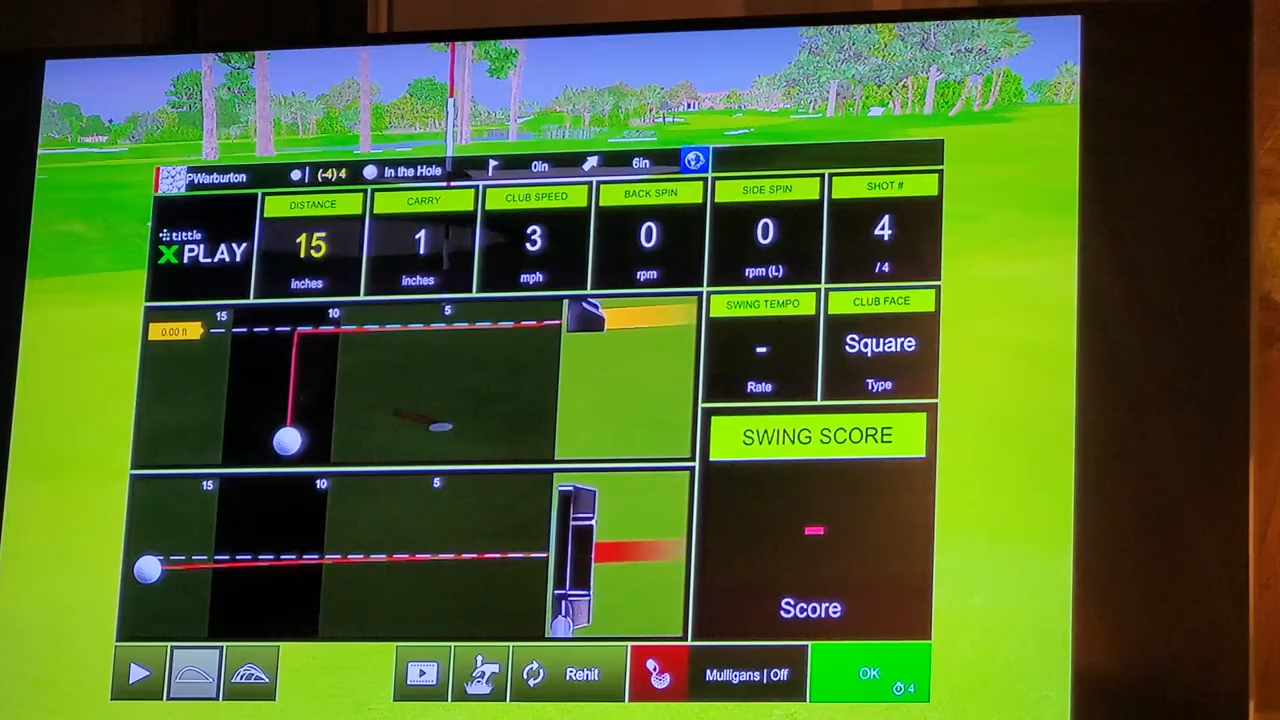 PWarburton (-4) 4 In the Hole 0in 6in
tittle
X PLAY
DISTANCE
15
inches
CARRY
1
inches
CLUB SPEED
3
mph
BACK SPIN
0
rpm
SIDE SPIN
0
rpm (L)
SHOT #
4
/ 4
15 10 5
0.00 ft
SWING TEMPO
-
Rate
CLUB FACE
Square
Type
15 10 5
SWING SCORE
-
Score
Rehit
Mulligans | Off
OK
4